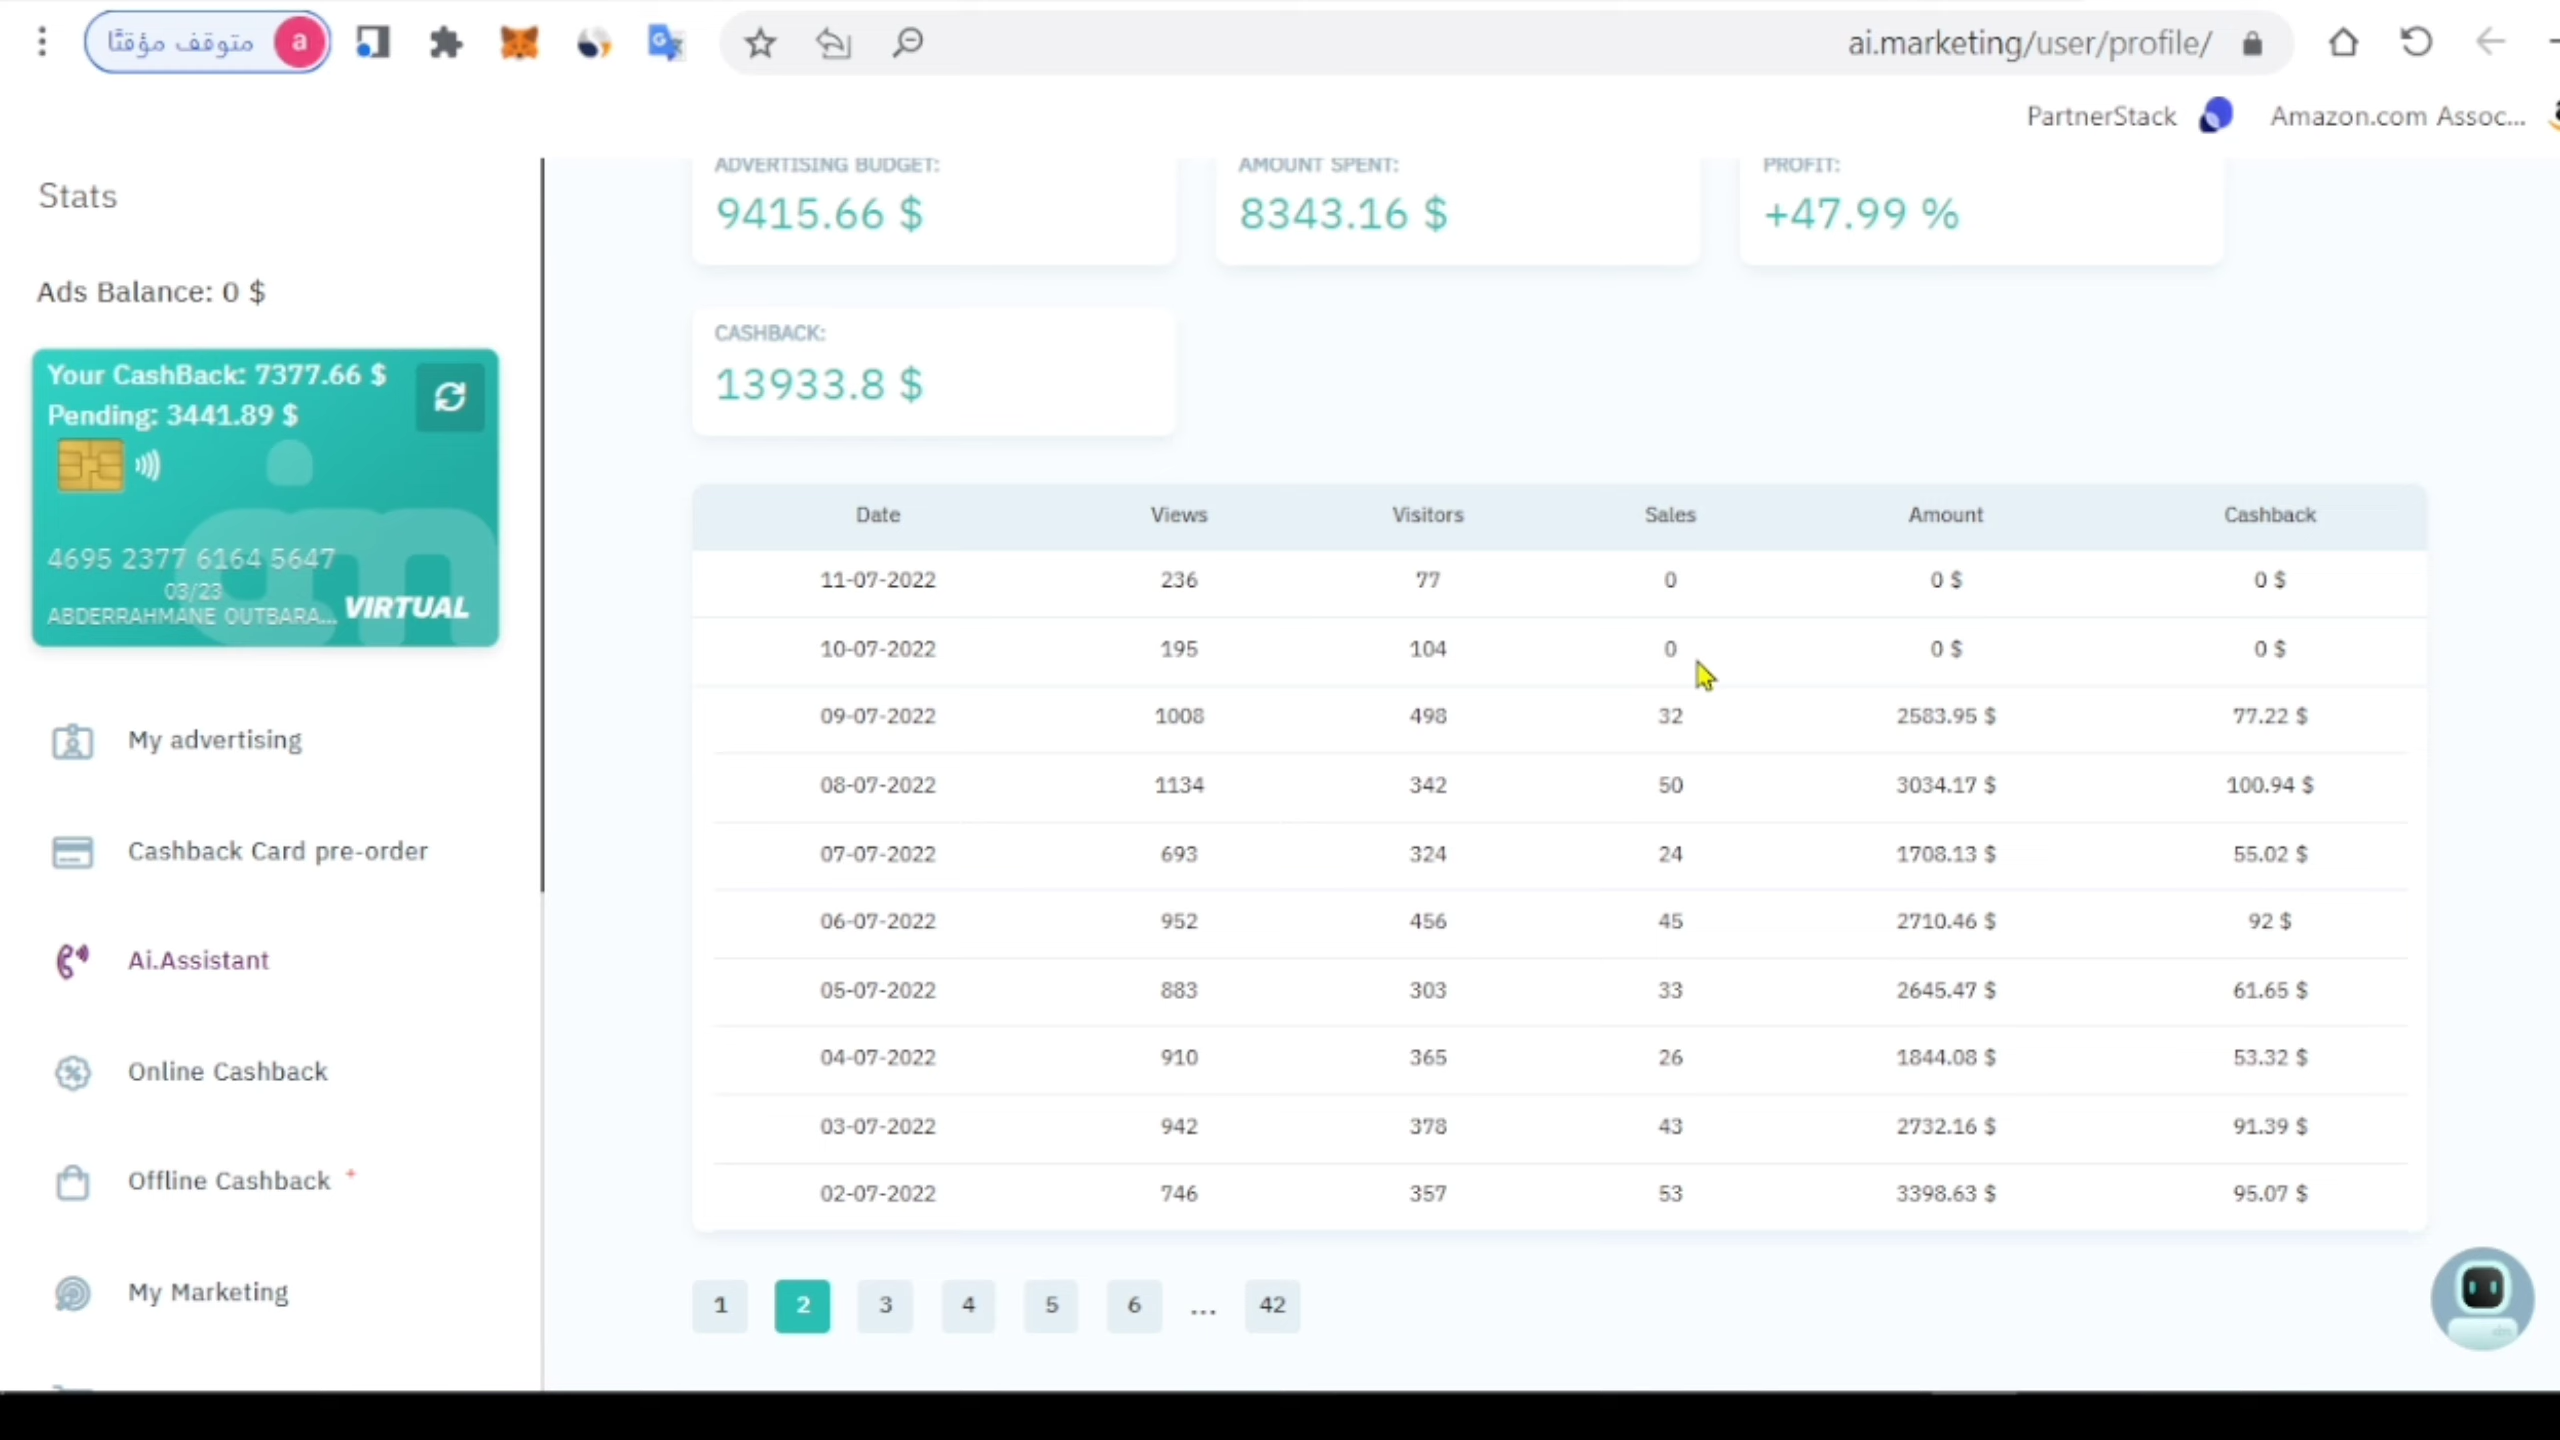 متوقف مؤقتًا
a
ai.marketing/user/profile/
PartnerStack
Amazon.com Assoc...
Stats
Ads Balance: 0 $
Your CashBack: 7377.66 $
Pending: 3441.89 $
4695 2377 6164 5647
03/23
ABDERRAHMANE OUTBARA...
VIRTUAL
My advertising
Cashback Card pre-order
Ai.Assistant
Online Cashback
Offline Cashback +
My Marketing
ADVERTISING BUDGET:
9415.66 $
AMOUNT SPENT:
8343.16 $
PROFIT:
+47.99 %
CASHBACK:
13933.8 $
Date Views Visitors Sales Amount Cashback
11-07-2022 236 77 0 0 $ 0 $
10-07-2022 195 104 0 0 $ 0 $
09-07-2022 1008 498 32 2583.95 $ 77.22 $
08-07-2022 1134 342 50 3034.17 $ 100.94 $
07-07-2022 693 324 24 1708.13 $ 55.02 $
06-07-2022 952 456 45 2710.46 $ 92 $
05-07-2022 883 303 33 2645.47 $ 61.65 $
04-07-2022 910 365 26 1844.08 $ 53.32 $
03-07-2022 942 378 43 2732.16 $ 91.39 $
02-07-2022 746 357 53 3398.63 $ 95.07 $
1 2 3 4 5 6 ... 42